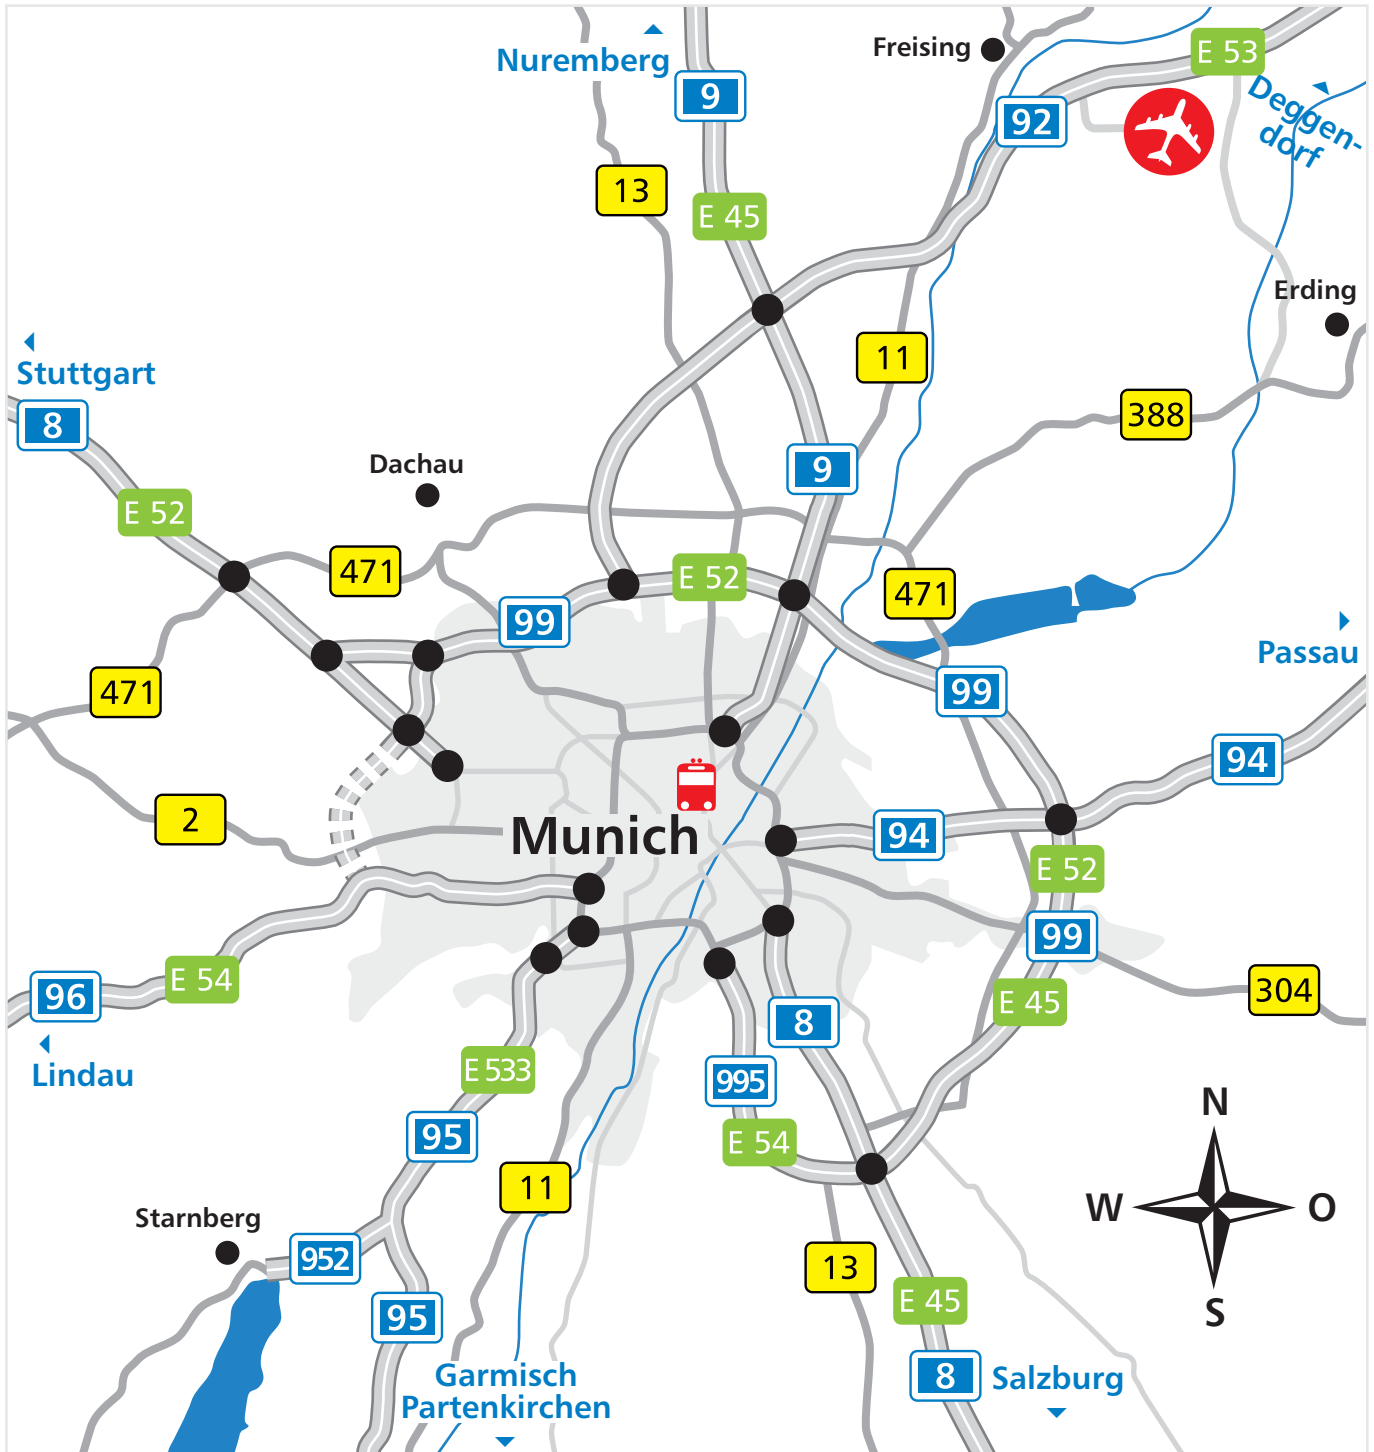 Nuremberg
9
Freising
E 53
92
Deggen-
dorf
13
E 45
Erding
Stuttgart
8
11
388
Dachau
9
E 52
471
E 52
471
99
Passau
471
99
94
2
Munich
94
E 52
99
E 54
96
304
E 45
8
Lindau
E 533
995
95
E 54
N
11
W
O
Starnberg
952
13
S
95
E 45
Garmisch
Partenkirchen
8
Salzburg